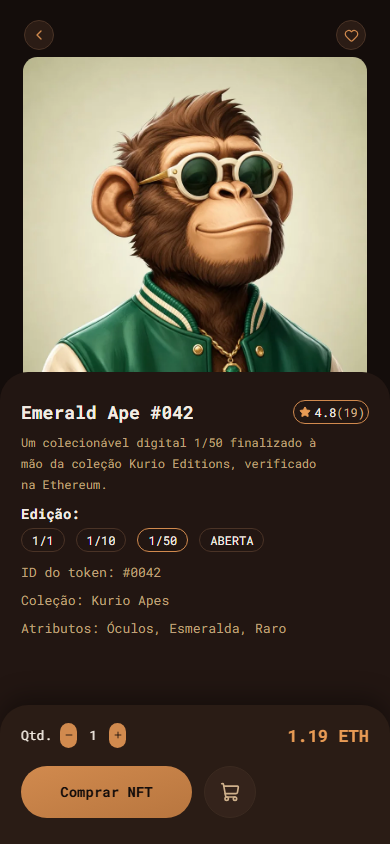 Emerald Ape #042
4.8(19)
Um colecionável digital 1/50 finalizado à
mão da coleção Kurio Editions, verificado
na Ethereum.
Edição:
1/1 1/10 1/50 ABERTA
ID do token: #0042
Coleção: Kurio Apes
Atributos: Óculos, Esmeralda, Raro
Qtd. − 1 + 1.19 ETH
Comprar NFT